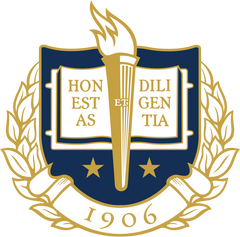 HON
EST
AS
ET
DILI
GEN
TIA
1906